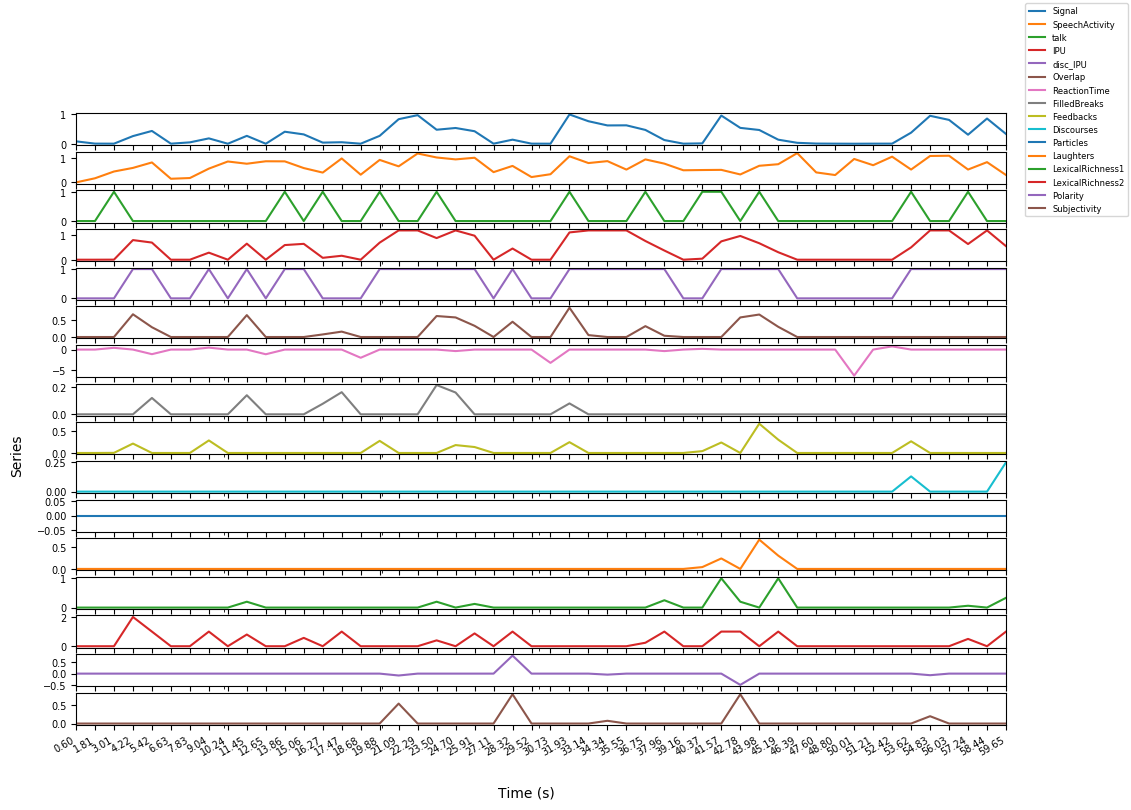 Signal
SpeechActivity
talk
IPU
disc_IPU
Overlap
ReactionTime
FilledBreaks
Feedbacks
Discourses
Particles
Laughters
LexicalRichness1
LexicalRichness2
Polarity
Subjectivity
1
0
1
0
1
0
1
0
1
0
0.5
0.0
0
−5
0.2
0.0
0.5
0.0
0.25
0.00
0.05
0.00
−0.05
0.5
0.0
1
0
2
0
0.5
0.0
−0.5
0.5
0.0
Series
0.60 1.81 3.01 4.22 5.42 6.63 7.83 9.04 10.24 11.45 12.65 13.86 15.06 16.27 17.47 18.68 19.88 21.09 22.29 23.50 24.70 25.91 27.11 28.32 29.52 30.73 31.93 33.14 34.34 35.55 36.75 37.96 39.16 40.37 41.57 42.78 43.98 45.19 46.39 47.60 48.80 50.01 51.21 52.42 53.62 54.83 56.03 57.24 58.44 59.65
Time (s)